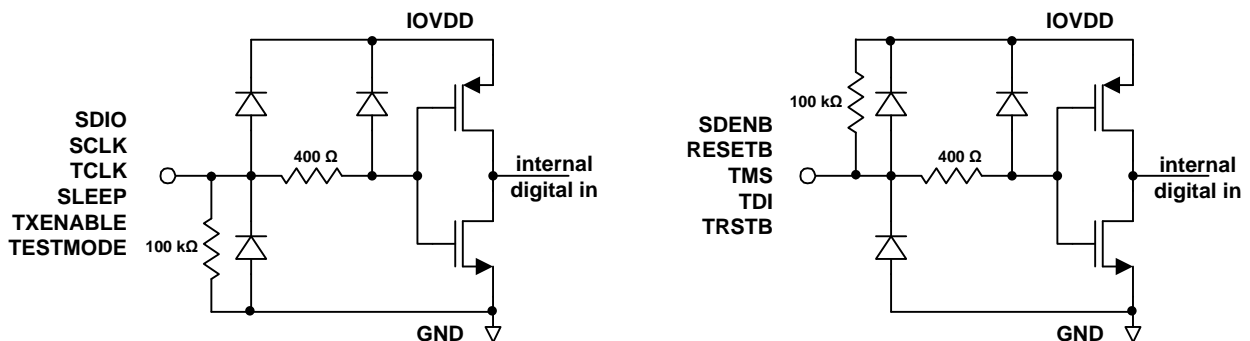 IOVDD
SDIO
SCLK
TCLK
SLEEP
TXENABLE
TESTMODE
100 kΩ
400 Ω
internal
digital in
GND
IOVDD
100 kΩ
SDENB
RESETB
TMS
TDI
TRSTB
400 Ω
internal
digital in
GND